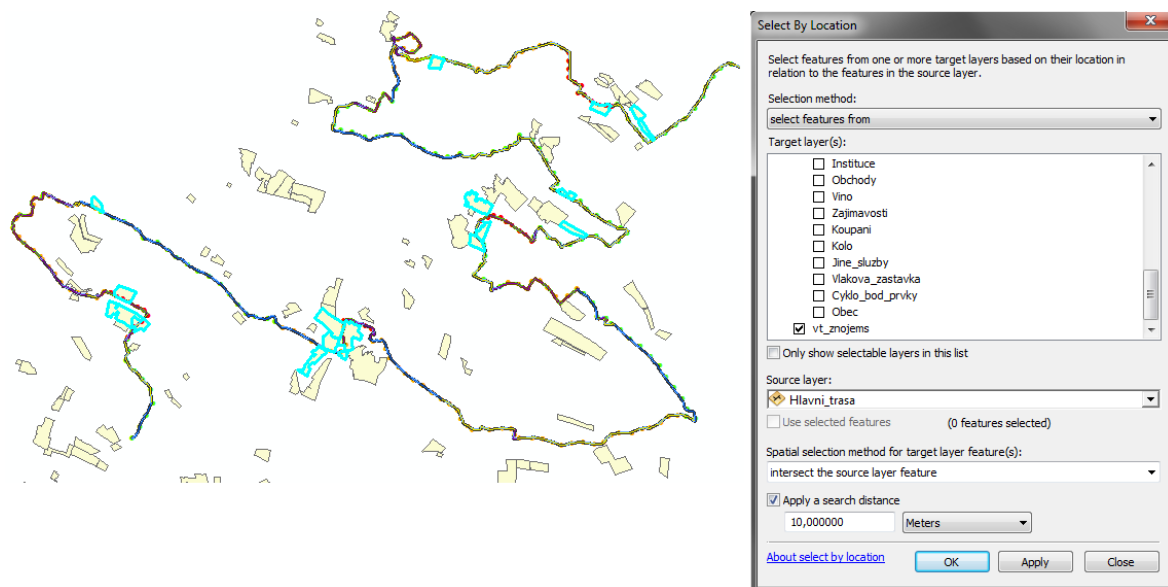 Select By Location
Select features from one or more target layers based on their location in
relation to the features in the source layer.
Selection method:
select features from
Target layer(s):
Instituce
Obchody
Vino
Zajimavosti
Koupani
Kolo
Jine_sluzby
Vlakova_zastavka
Cyklo_bod_prvky
Obec
vt_znojems
Only show selectable layers in this list
Source layer:
Hlavni_trasa
Use selected features (0 features selected)
Spatial selection method for target layer feature(s):
intersect the source layer feature
Apply a search distance
10,000000 Meters
About select by location OK Apply Close